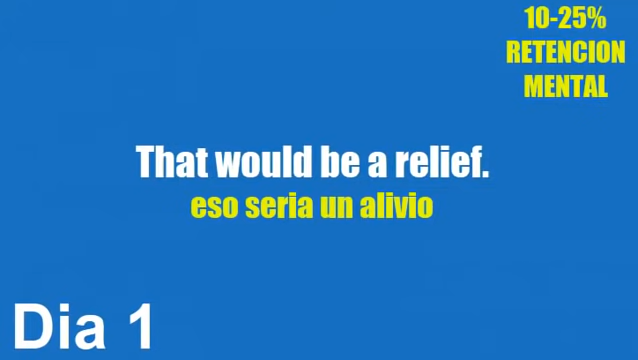 10-25%
RETENCION
MENTAL
That would be a relief.
eso seria un alivio
Dia 1